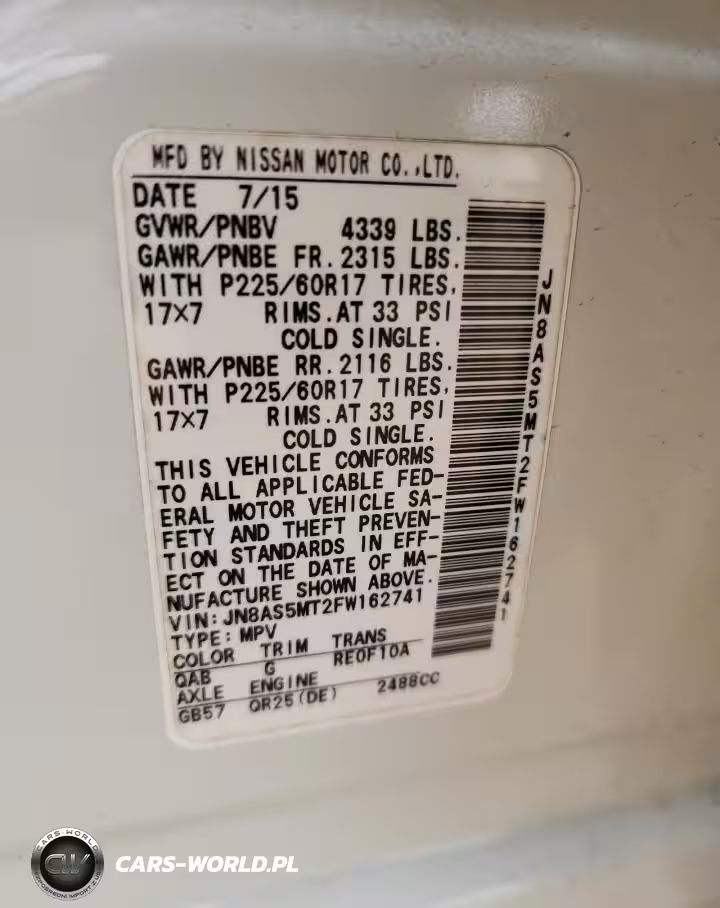 MFD BY NISSAN MOTOR CO.,LTD.
DATE 7/15
GVWR/PNBV 4339 LBS.
GAWR/PNBE FR. 2315 LBS.
WITH P225/60R17 TIRES,
17×7 RIMS.AT 33 PSI
COLD SINGLE.
GAWR/PNBE RR. 2116 LBS.
WITH P225/60R17 TIRES,
17×7 RIMS.AT 33 PSI
COLD SINGLE.
THIS VEHICLE CONFORMS
TO ALL APPLICABLE FED-
ERAL MOTOR VEHICLE SA-
FETY AND THEFT PREVEN-
TION STANDARDS IN EFF-
ECT ON THE DATE OF MA-
NUFACTURE SHOWN ABOVE.
VIN: JN8AS5MT2FW162741
TYPE: MPV
COLOR TRIM TRANS
QAB G RE0F10A
AXLE ENGINE
GB57 QR25(DE) 2488CC
JN8AS5MT2FW162741
CARS-WORLD
CW
CARS-WORLD.PL